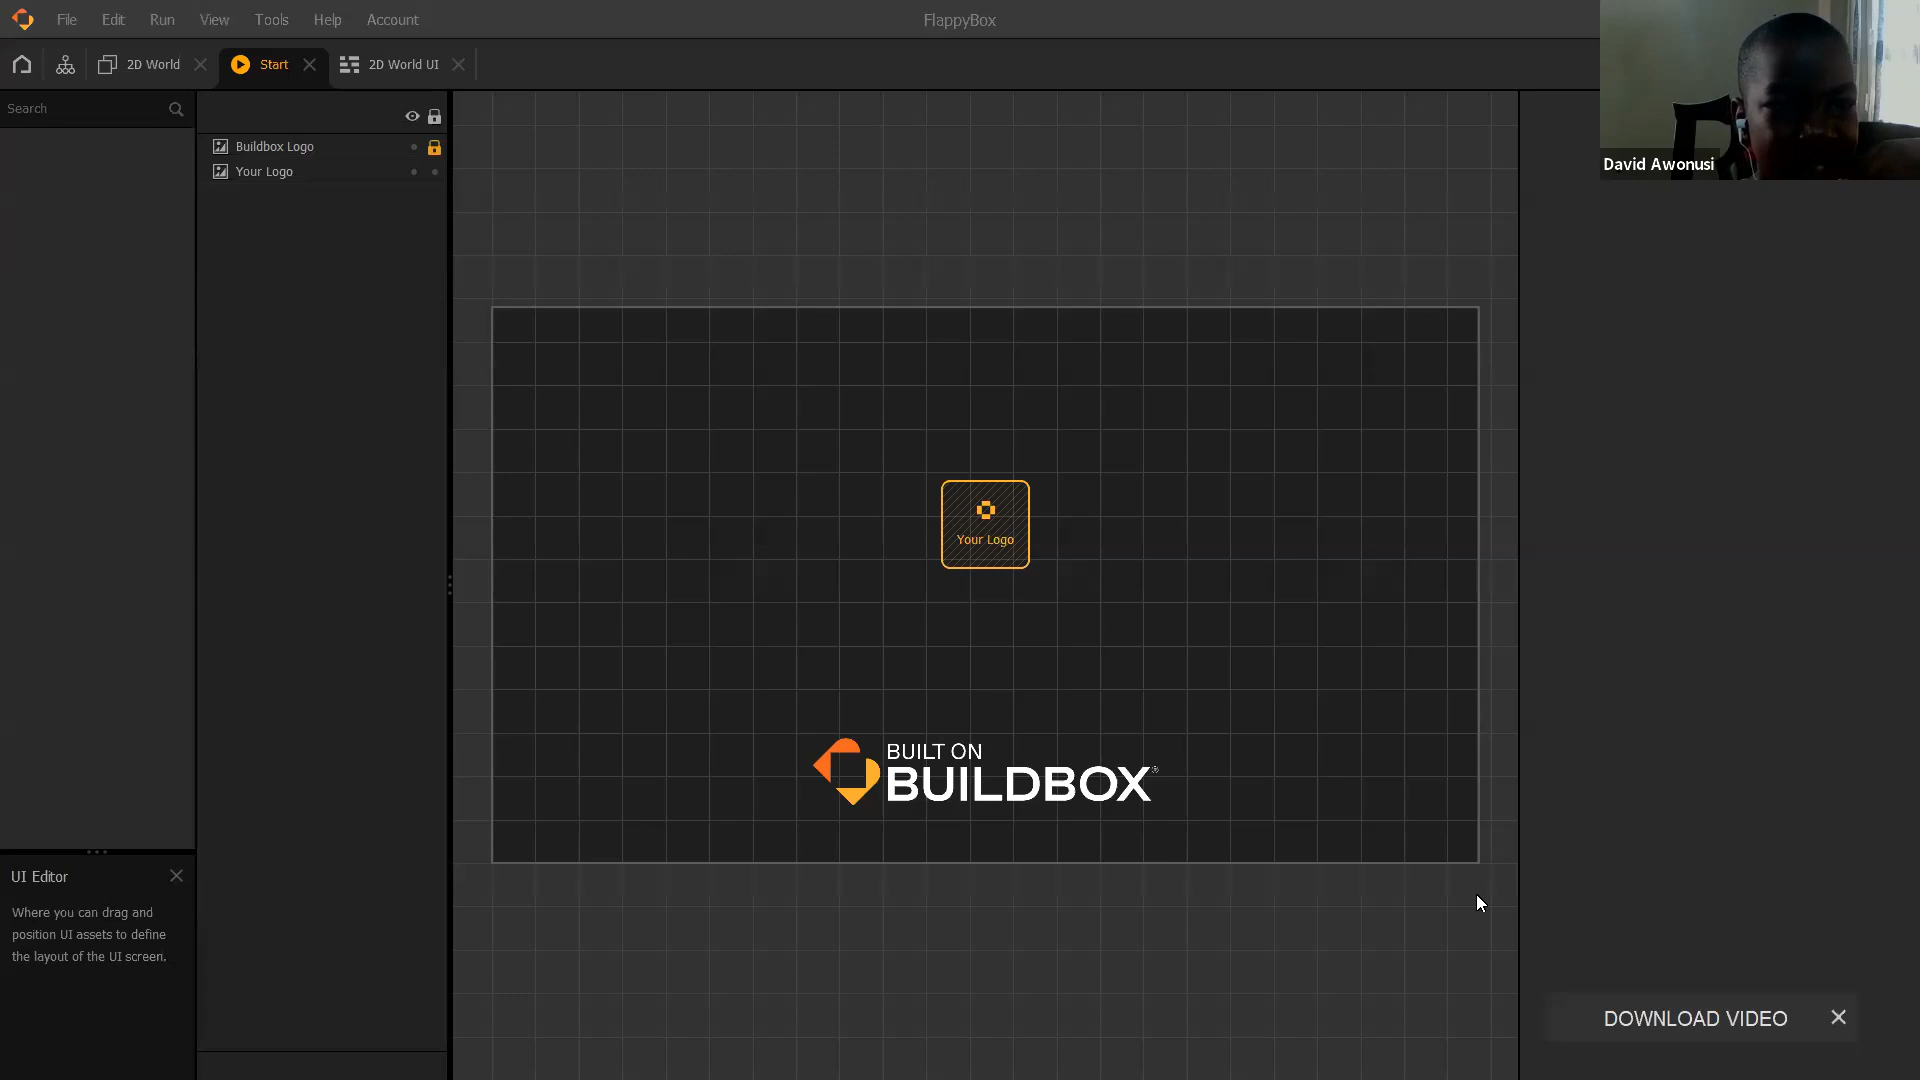 File Edit Run View Tools Help Account
FlappyBox
2D World
Start
2D World UI
Search
Buildbox Logo
Your Logo
Your Logo
BUILT ON
BUILDBOX®
UI Editor
Where you can drag and
position UI assets to define
the layout of the UI screen.
David Awonusi
DOWNLOAD VIDEO